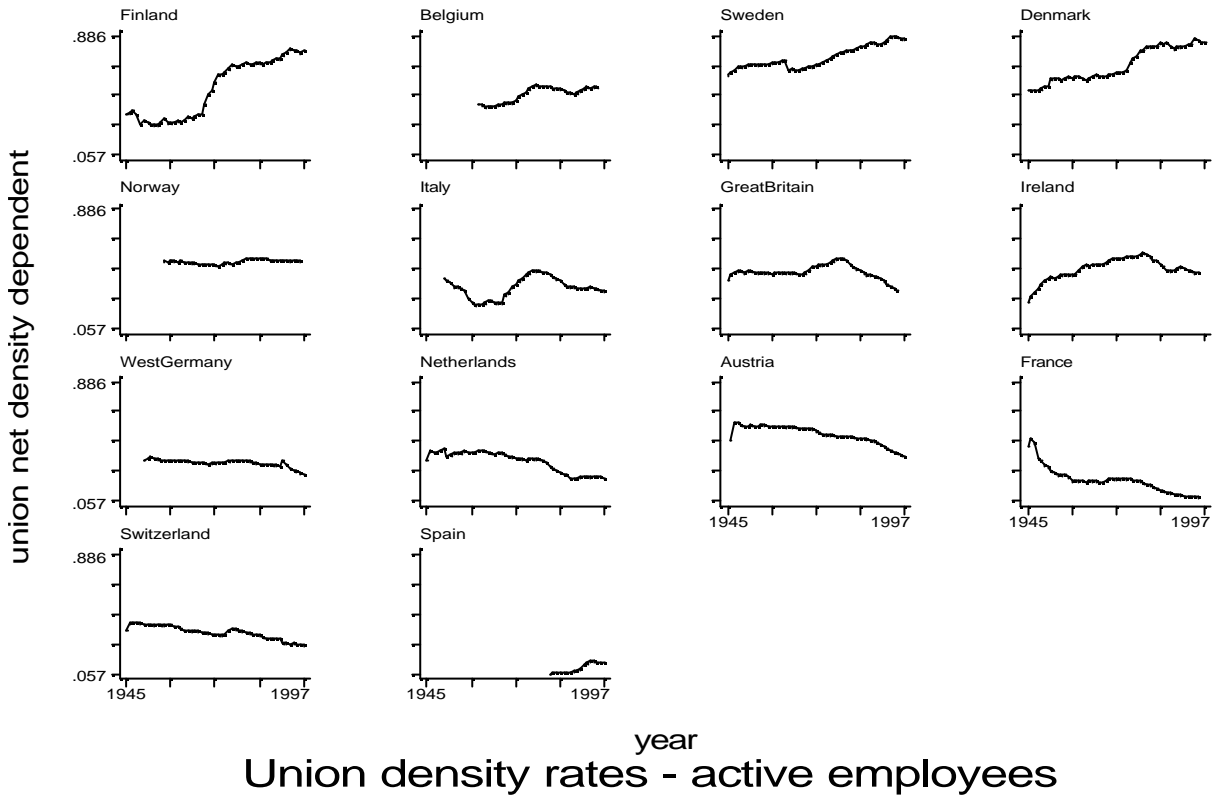 Finland Belgium Sweden Denmark
.886
.057
Norway Italy GreatBritain Ireland
.886
.057
WestGermany Netherlands Austria France
.886
.057
1945 1997 1945 1997
Switzerland Spain
.886
.057
1945 1997 1945 1997
union net density dependent
year
Union density rates - active employees